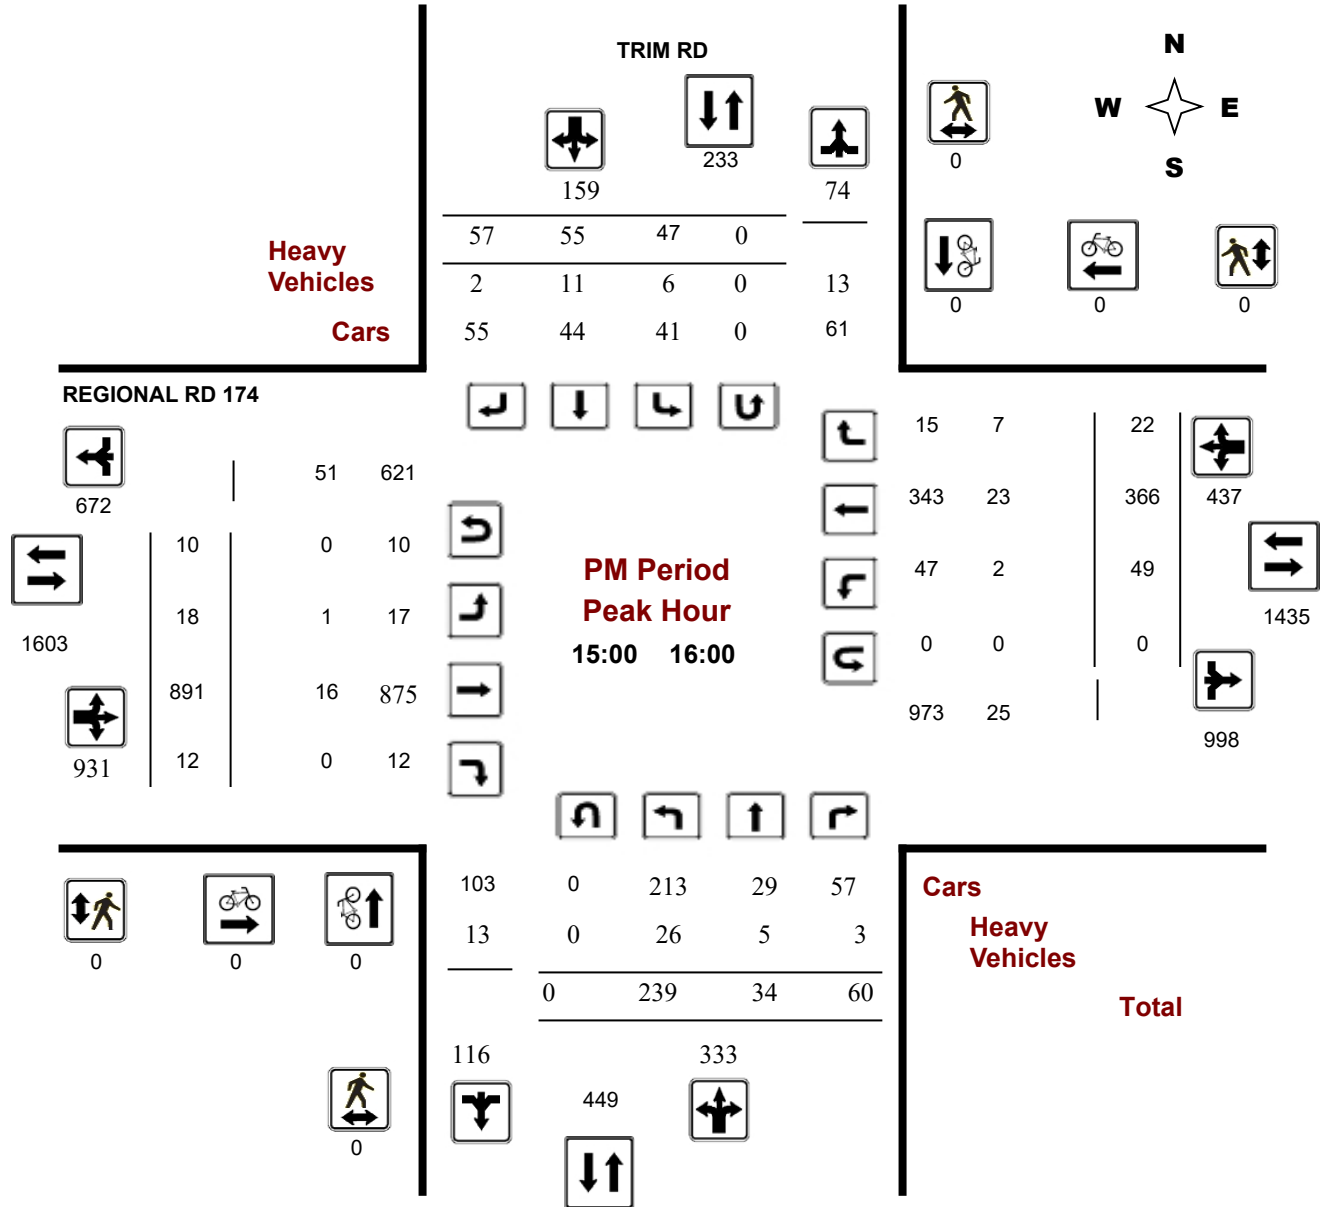 N
TRIM RD
W E
233
0
S
159
74
57 55 47 0
Heavy
Vehicles
2 11 6 0 13
0 0 0
Cars
55 44 41 0 61
REGIONAL RD 174
15 7 22
51 621
672
343 23 366 437
10 0 10
PM Period
47 2 49
Peak Hour
18 1 17
1435
1603
15:00 16:00
0 0 0
891 16 875
973 25
998
931
12 0 12
103 0 213 29 57
Cars
13 0 26 5 3
Heavy
Vehicles
0 0 0
0 239 34 60
Total
116 333
449
0